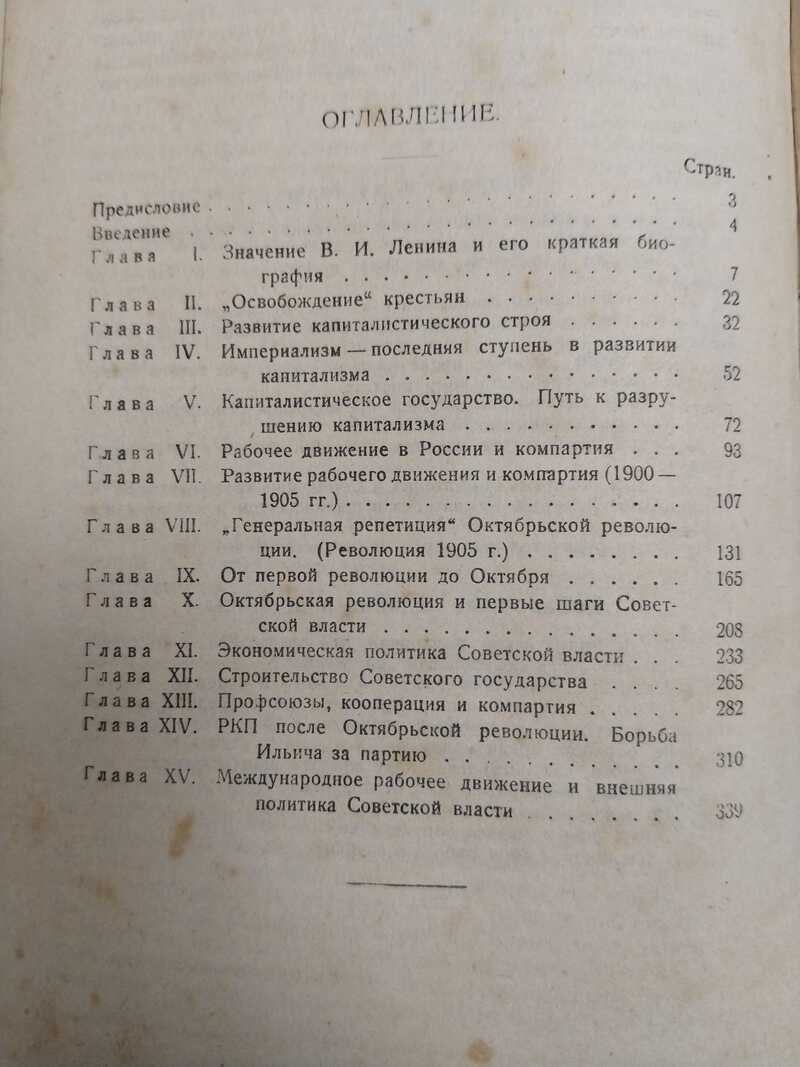 ОГЛАВЛЕНИЕ.
Стран.
Предисловие . . . . . . . . . . . . . . . . . . . . . . . 3
Введение . . . . . . . . . . . . . . . . . . . . . . . . 4
Глава I. Значение В. И. Ленина и его краткая био-
графия . . . . . . . . . . . . . . . . . 7
Глава II. „Освобождение“ крестьян . . . . . . . . . . 22
Глава III. Развитие капиталистического строя . . . . . . 32
Глава IV. Империализм — последняя ступень в развитии
капитализма . . . . . . . . . . . . . . . 52
Глава V. Капиталистическое государство. Путь к разру-
шению капитализма . . . . . . . . . . . 72
Глава VI. Рабочее движение в России и компартия . . . 93
Глава VII. Развитие рабочего движения и компартия (1900 —
1905 гг.) . . . . . . . . . . . . . . . . . 107
Глава VIII. „Генеральная репетиция“ Октябрьской револю-
ции. (Революция 1905 г.) . . . . . . . . 131
Глава IX. От первой революции до Октября . . . . . . 165
Глава X. Октябрьская революция и первые шаги Совет-
ской власти . . . . . . . . . . . . . . . 208
Глава XI. Экономическая политика Советской власти . . . 233
Глава XII. Строительство Советского государства . . . . 265
Глава XIII. Профсоюзы, кооперация и компартия . . . . . 282
Глава XIV. РКП после Октябрьской революции. Борьба
Ильича за партию . . . . . . . . . . . . 310
Глава XV. Международное рабочее движение и внешняя
политика Советской власти . . . . . . . . 339